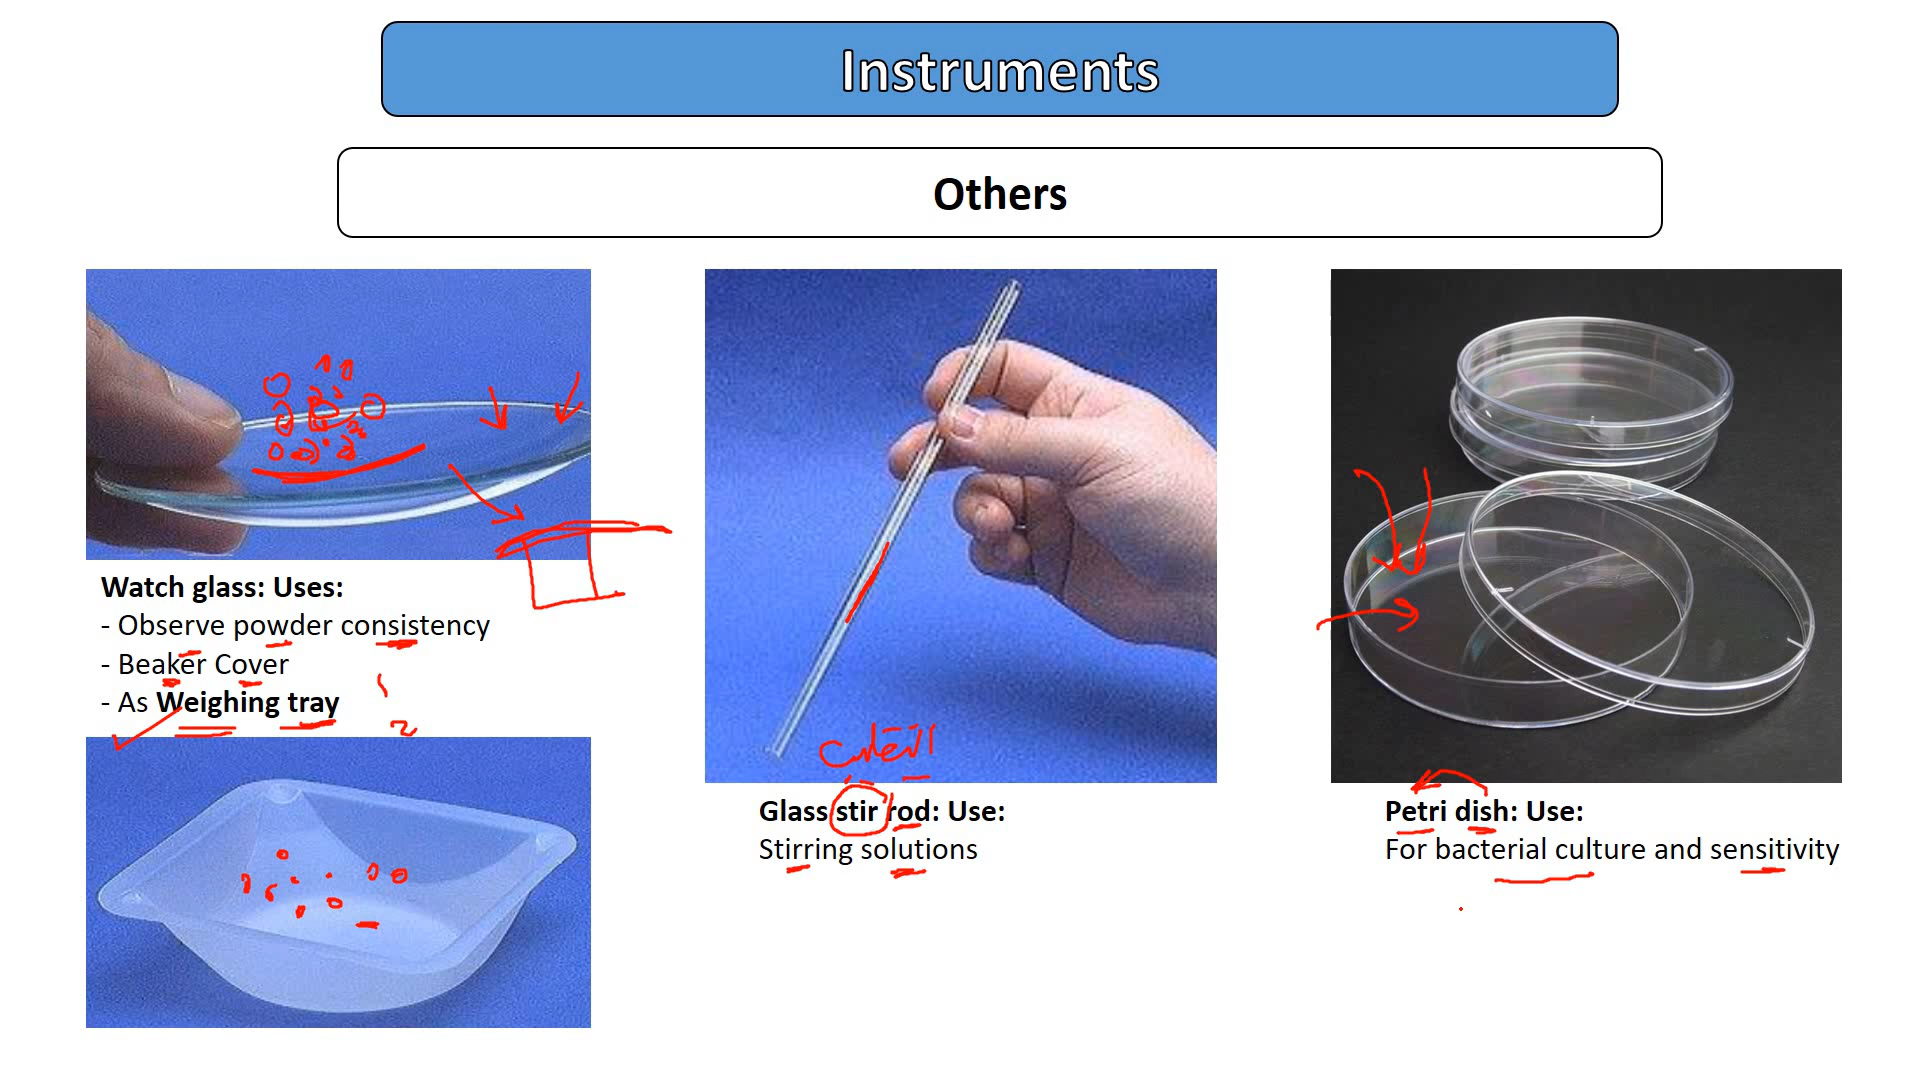 Instruments
Others
Watch glass: Uses:
- Observe powder consistency
- Beaker Cover
- As Weighing tray
Glass stir rod: Use:
Stirring solutions
Petri dish: Use:
For bacterial culture and sensitivity